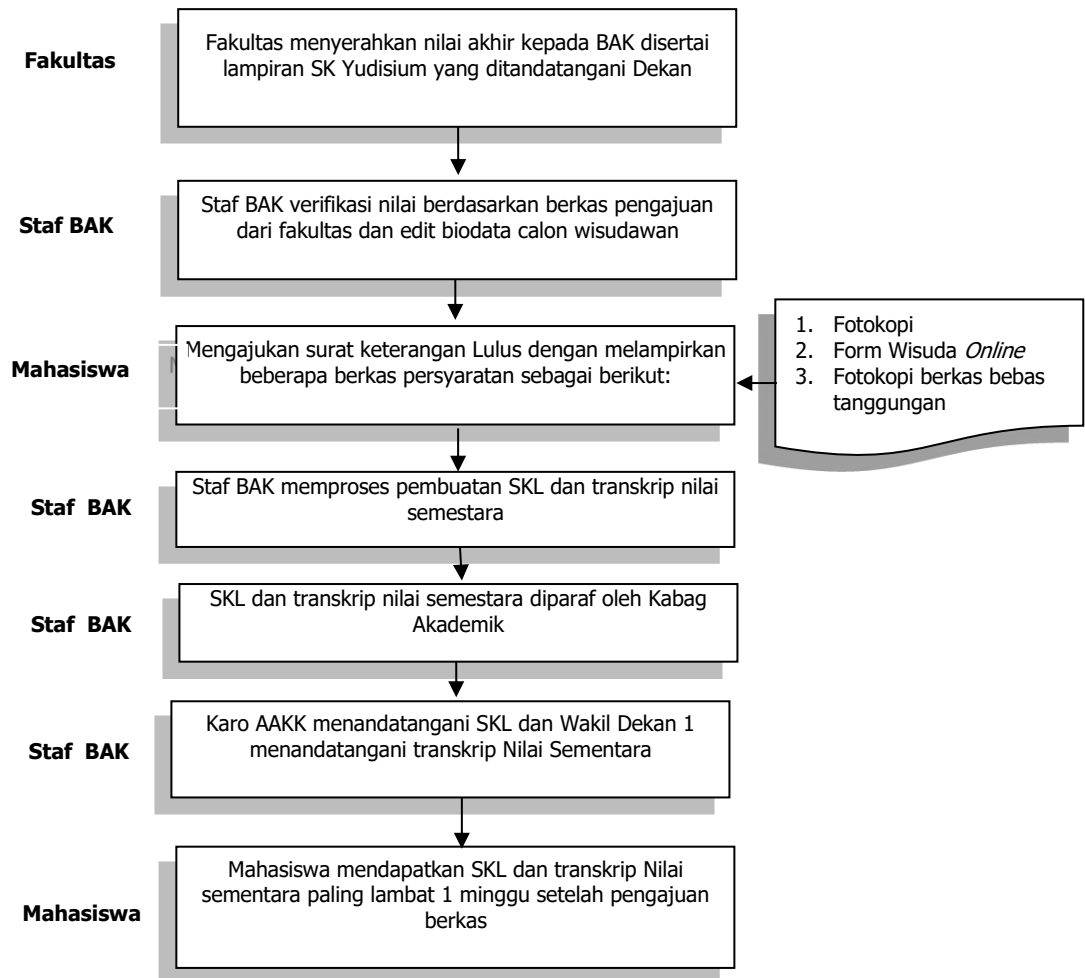 Fakultas
Fakultas menyerahkan nilai akhir kepada BAK disertai
lampiran SK Yudisium yang ditandatangani Dekan
Staf BAK
Staf BAK verifikasi nilai berdasarkan berkas pengajuan
dari fakultas dan edit biodata calon wisudawan
Mahasiswa
Mengajukan surat keterangan Lulus dengan melampirkan
beberapa berkas persyaratan sebagai berikut:
1. Fotokopi
2. Form Wisuda Online
3. Fotokopi berkas bebas
tanggungan
Staf BAK
Staf BAK memproses pembuatan SKL dan transkrip nilai
semestara
Staf BAK
SKL dan transkrip nilai semestara diparaf oleh Kabag
Akademik
Staf BAK
Karo AAKK menandatangani SKL dan Wakil Dekan 1
menandatangani transkrip Nilai Sementara
Mahasiswa
Mahasiswa mendapatkan SKL dan transkrip Nilai
sementara paling lambat 1 minggu setelah pengajuan
berkas